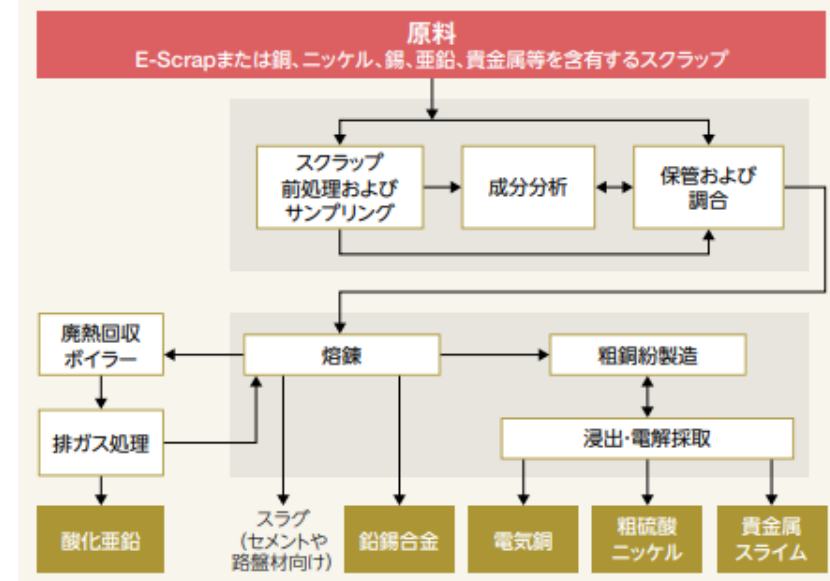 原料
E-Scrapまたは銅、ニッケル、錫、亜鉛、貴金属等を含有するスクラップ
スクラップ
前処理および
サンプリング
成分分析
保管および
調合
廃熱回収
ボイラー
熔錬
粗銅紛製造
排ガス処理
浸出・電解採取
酸化亜鉛
スラグ
(セメントや
路盤材向け)
鉛錫合金
電気銅
粗硫酸
ニッケル
貴金属
スライム